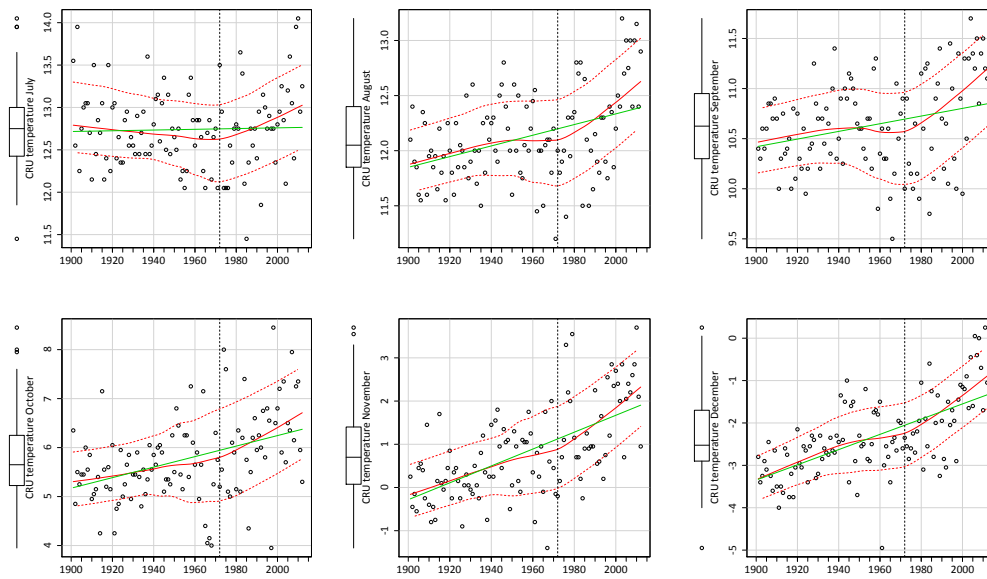 CRU temperature July
11.5 12.0 12.5 13.0 13.5 14.0
1900 1920 1940 1960 1980 2000
CRU temperature August
11.5 12.0 12.5 13.0
1900 1920 1940 1960 1980 2000
CRU temperature September
9.5 10.0 10.5 11.0 11.5
1900 1920 1940 1960 1980 2000
CRU temperature October
4 5 6 7 8
1900 1920 1940 1960 1980 2000
CRU temperature November
-1 0 1 2 3
1900 1920 1940 1960 1980 2000
CRU temperature December
-5 -4 -3 -2 -1 0
1900 1920 1940 1960 1980 2000